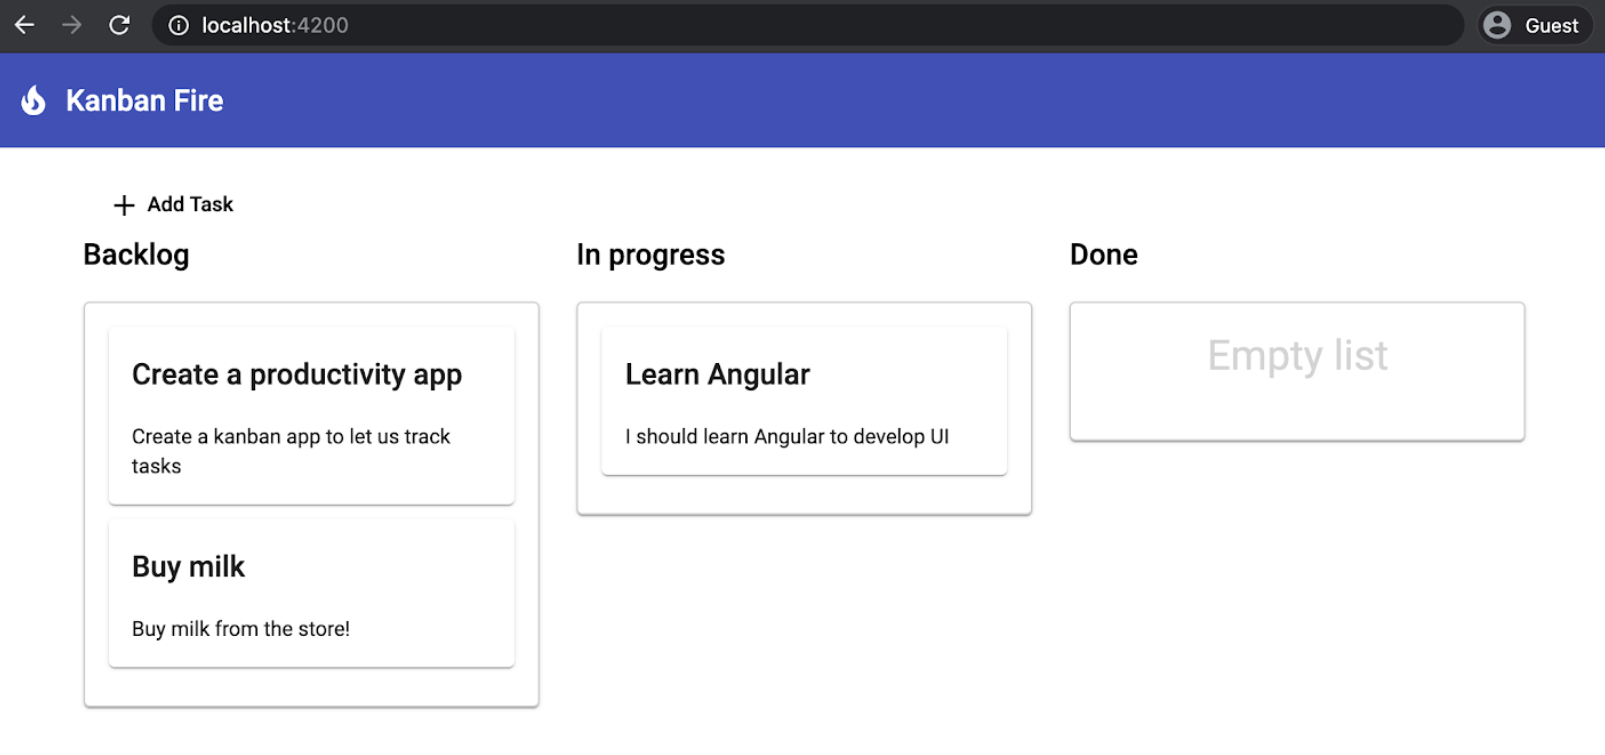 localhost:4200
Guest
Kanban Fire
Add Task
Backlog
In progress
Done
Create a productivity app
Create a kanban app to let us track
tasks
Buy milk
Buy milk from the store!
Learn Angular
I should learn Angular to develop UI
Empty list